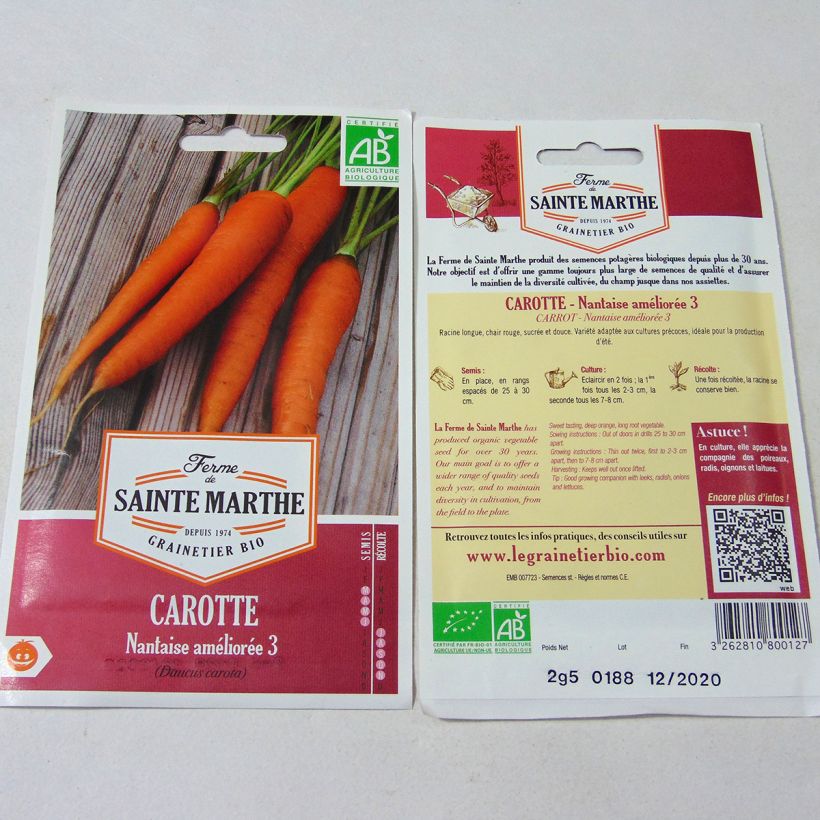 CERTIFIÉ
AB
AGRICULTURE
BIOLOGIQUE
Ferme
de
SAINTE MARTHE
DEPUIS 1974
GRAINETIER BIO
SEMIS
RÉCOLTE
CAROTTE
Nantaise améliorée 3
(Daucus carota)
Ferme
de
SAINTE MARTHE
DEPUIS 1974
GRAINETIER BIO
La Ferme de Sainte Marthe produit des semences potagères biologiques depuis plus de 30 ans.
Notre objectif est d'offrir une gamme toujours plus large de semences de qualité et d'assurer
le maintien de la diversité cultivée, du champ jusque dans nos assiettes.
CAROTTE - Nantaise améliorée 3
CARROT - Nantaise améliorée 3
Racine longue, chair rouge, sucrée et douce. Variété adaptée aux cultures précoces, idéale pour la production
d'été.
Semis :
En place, en rangs
espacés de 25 à 30
cm.
Culture :
Eclaircir en 2 fois ; la 1ère
fois tous les 2-3 cm, la
seconde tous les 7-8 cm.
Récolte :
Une fois récoltée, la racine se
conserve bien.
La Ferme de Sainte Marthe has
produced organic vegetable
seed for over 30 years.
Our main goal is to offer a
wider range of quality seeds
each year, and to maintain
diversity in cultivation, from
the field to the plate.
Sweet tasting, deep orange, long root vegetable.
Sowing instructions : Out of doors in drills 25 to 30 cm
apart.
Growing instructions : Thin out twice, first to 2-3 cm
apart, then to 7-8 cm apart.
Harvesting : Keeps well out once lifted.
Tip : Good growing companion with leeks, radish, onions
and lettuces.
Astuce !
En culture, elle apprécie la
compagnie des poireaux,
radis, oignons et laitues.
Encore plus d'infos !
web
Retrouvez toutes les infos pratiques, des conseils utiles sur
www.legrainetierbio.com
EMB 007723 - Semences st. - Règles et normes C.E.
CERTIFIÉ PAR FR-BIO-01
AGRICULTURE UE/NON-UE
CERTIFIÉ
AB
AGRICULTURE
BIOLOGIQUE
Poids Net
Lot
Fin
3 262810 800127
2g5 0188 12/2020